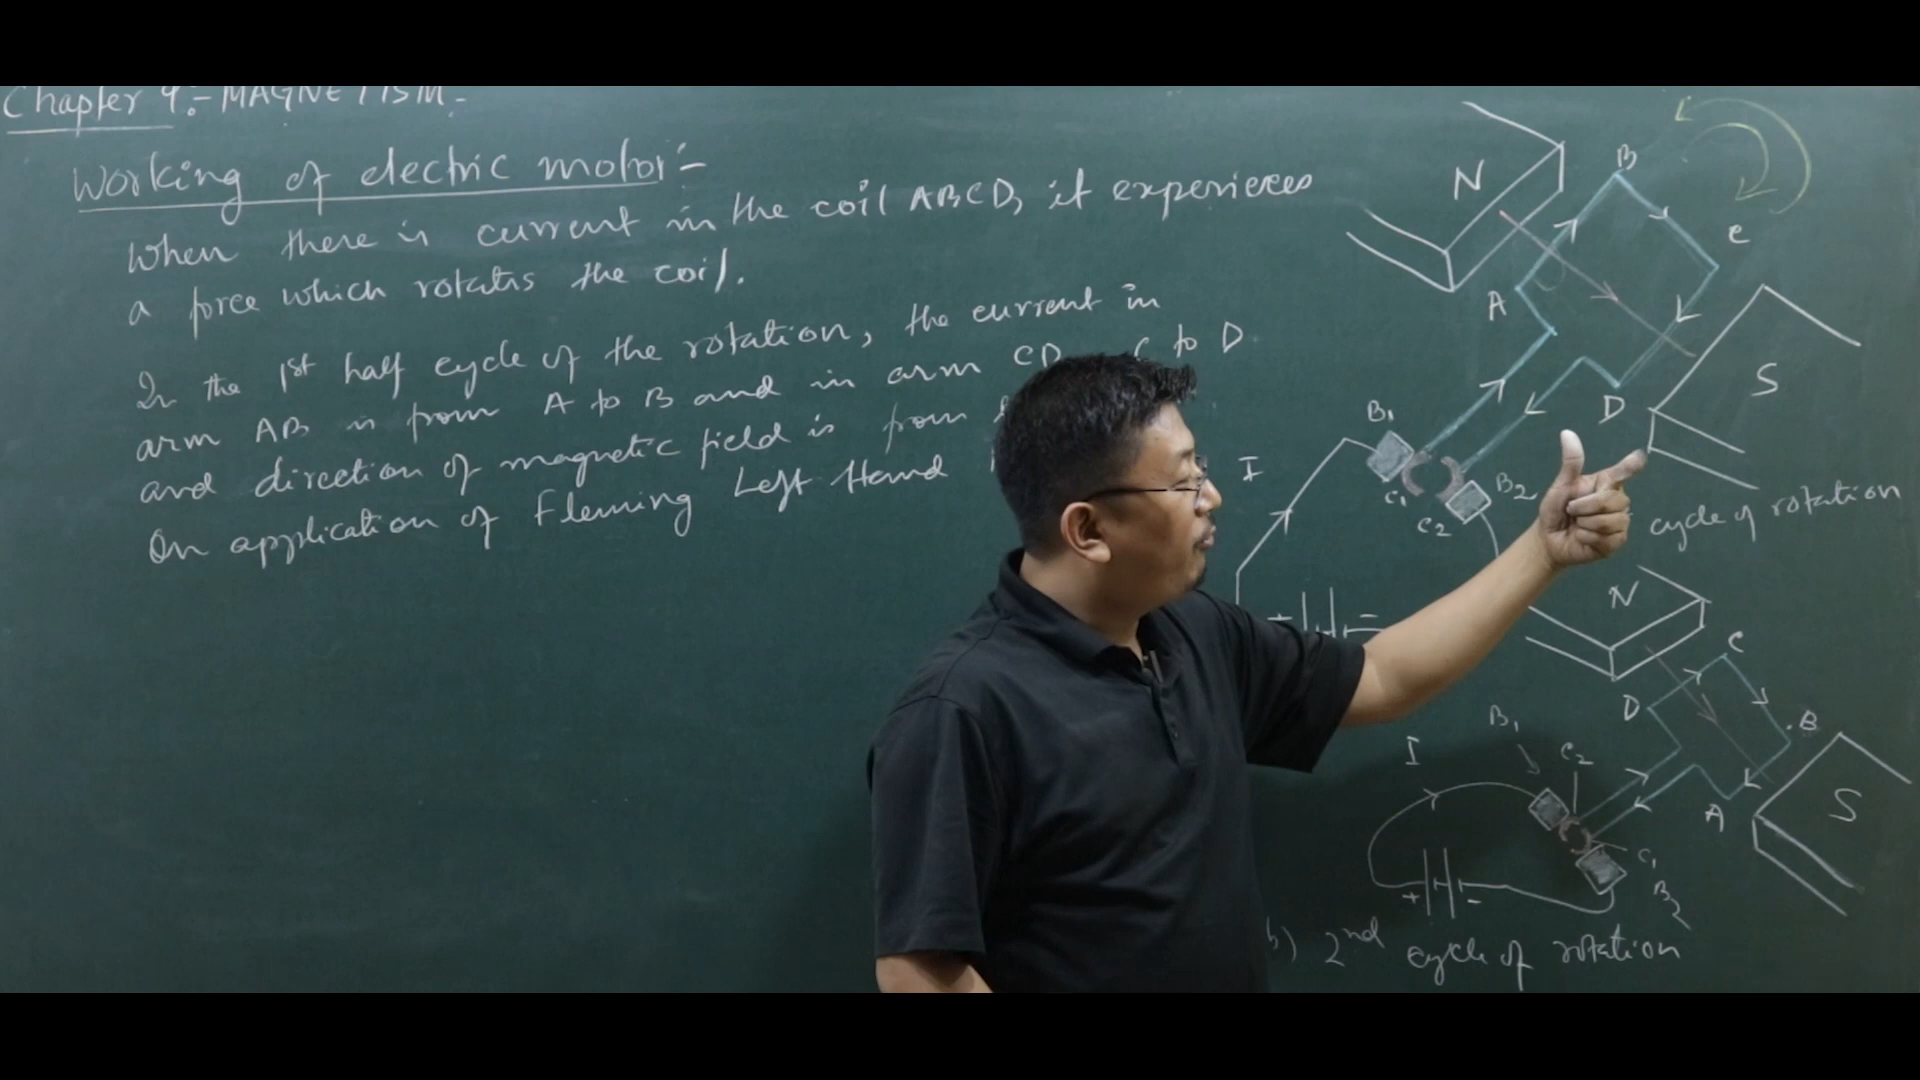 Chapter 9:- MAGNETISM-
Working of electric motor:-
When there is current in the coil ABCD, it experiences
a force which rotates the coil.
In the 1st half cycle of the rotation, the current in
arm AB is from A to B and in arm CD C to D
and direction of magnetic field is from
On application of Fleming Left Hand
N
B
C
A
S
D
B1
I
C1
B2
C2
cycle of rotation
+ -
N
C
D
B
B1
I
C2
A
S
C1
B2
+ -
b) 2nd cycle of rotation